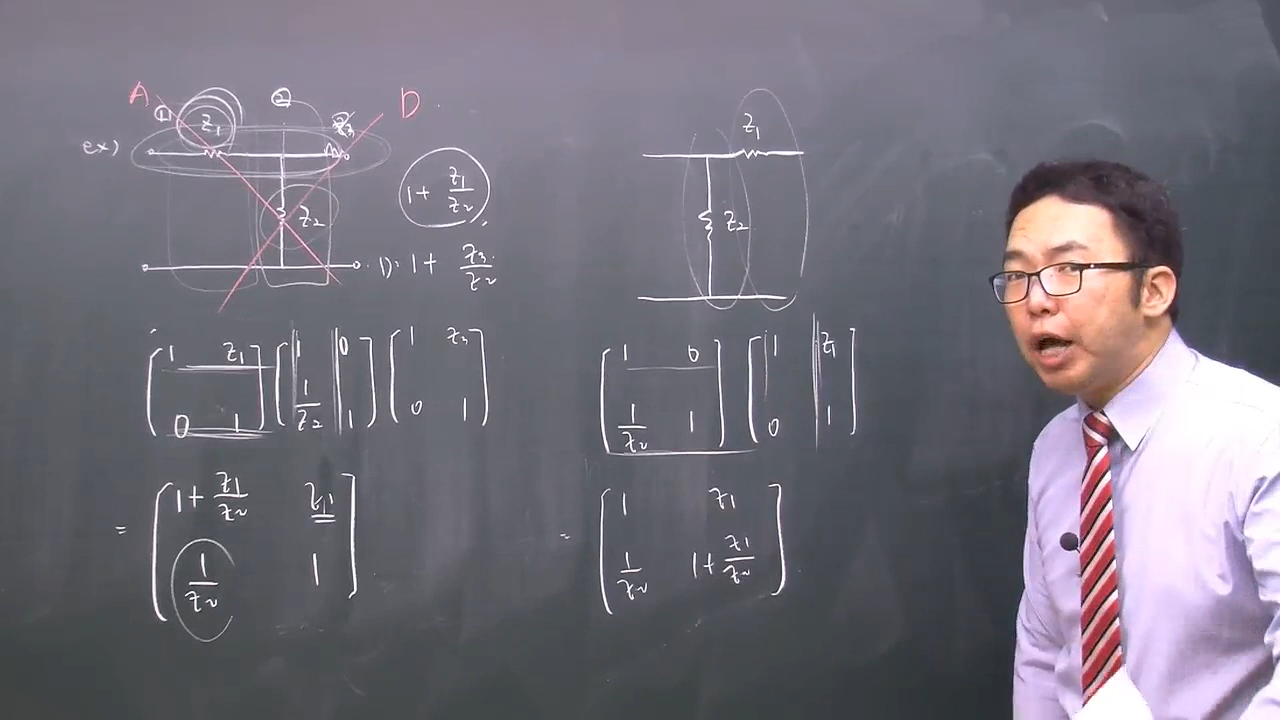 A ① ② D
ex) Z₁ Z₃
Z₂
1 + Z₁/Z₂
D: 1 + Z₃/Z₂
[1 Z₁; 0 1] [1 0; 1/Z₂ 1] [1 Z₃; 0 1]
= [1 + Z₁/Z₂ Z₁; 1/Z₂ 1]
Z₁
Z₂
[1 0; 1/Z₂ 1] [1 Z₁; 0 1]
= [1 Z₁; 1/Z₂ 1 + Z₁/Z₂]